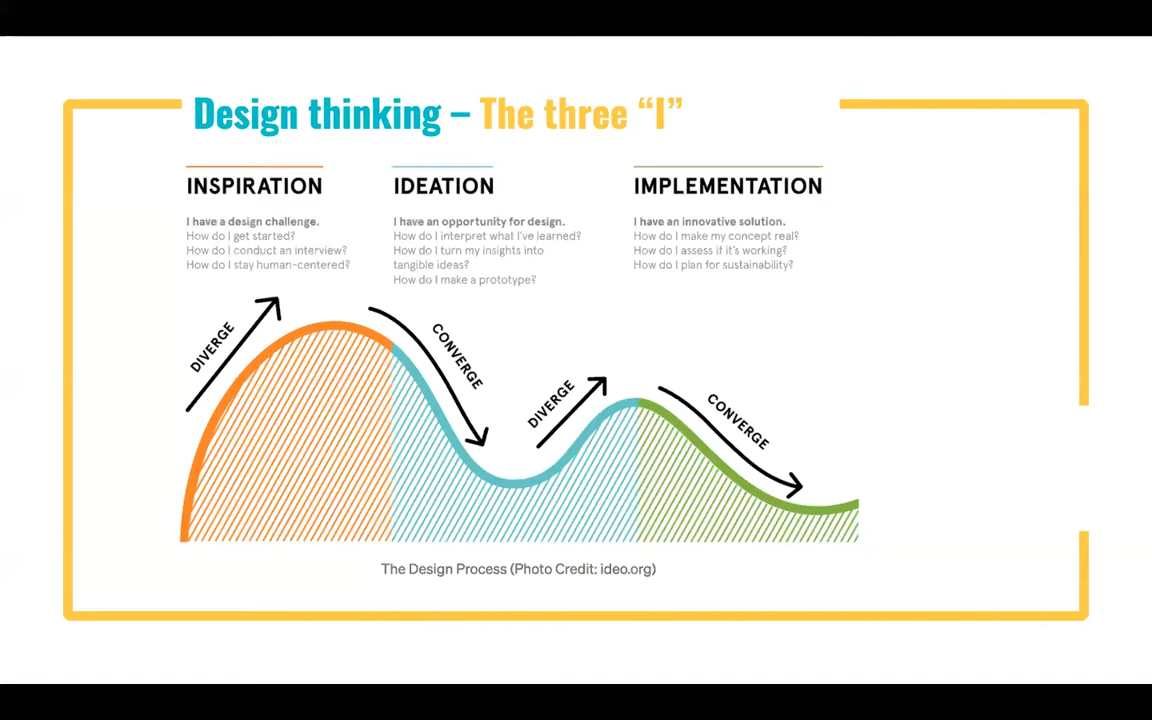 Design thinking – The three “I”
INSPIRATION
I have a design challenge.
How do I get started?
How do I conduct an interview?
How do I stay human-centered?
IDEATION
I have an opportunity for design.
How do I interpret what I've learned?
How do I turn my insights into
tangible ideas?
How do I make a prototype?
IMPLEMENTATION
I have an innovative solution.
How do I make my concept real?
How do I assess if it's working?
How do I plan for sustainability?
DIVERGE
CONVERGE
DIVERGE
CONVERGE
The Design Process (Photo Credit: ideo.org)